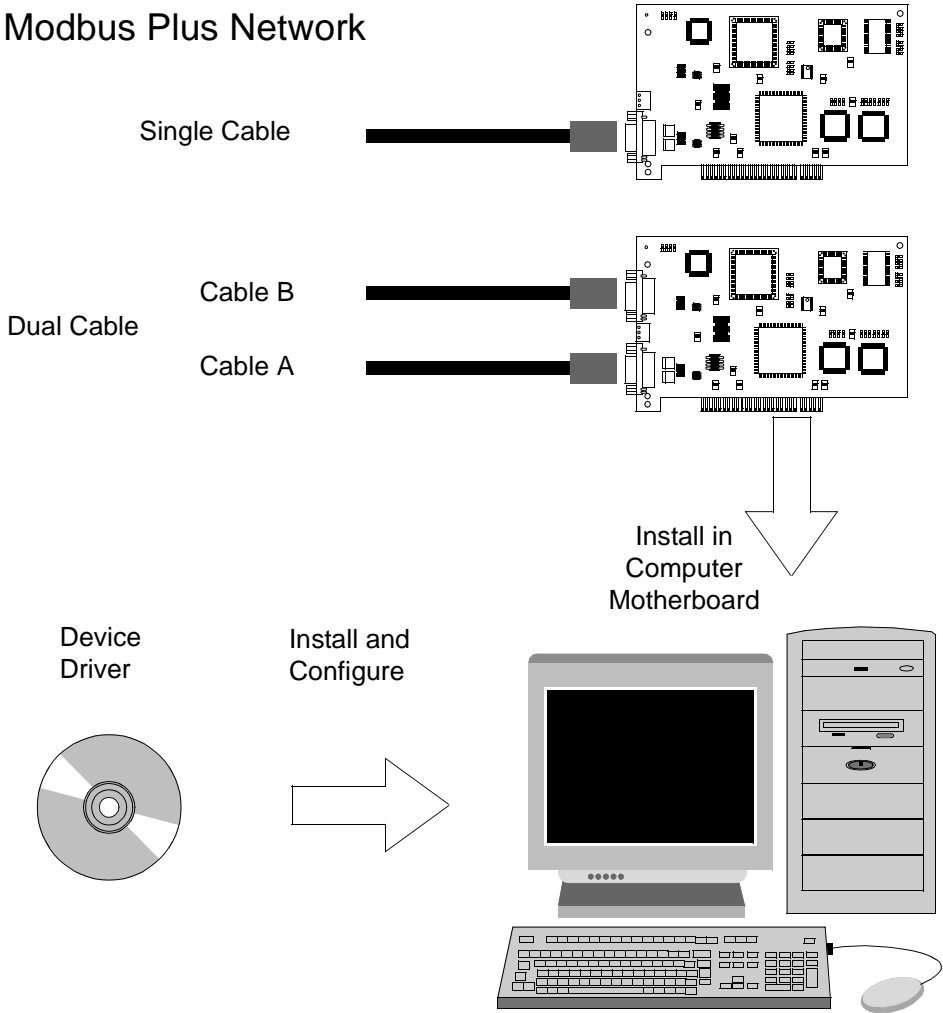 Modbus Plus Network
Single Cable
Cable B
Dual Cable
Cable A
Install in
Computer
Motherboard
Device
Driver
Install and
Configure